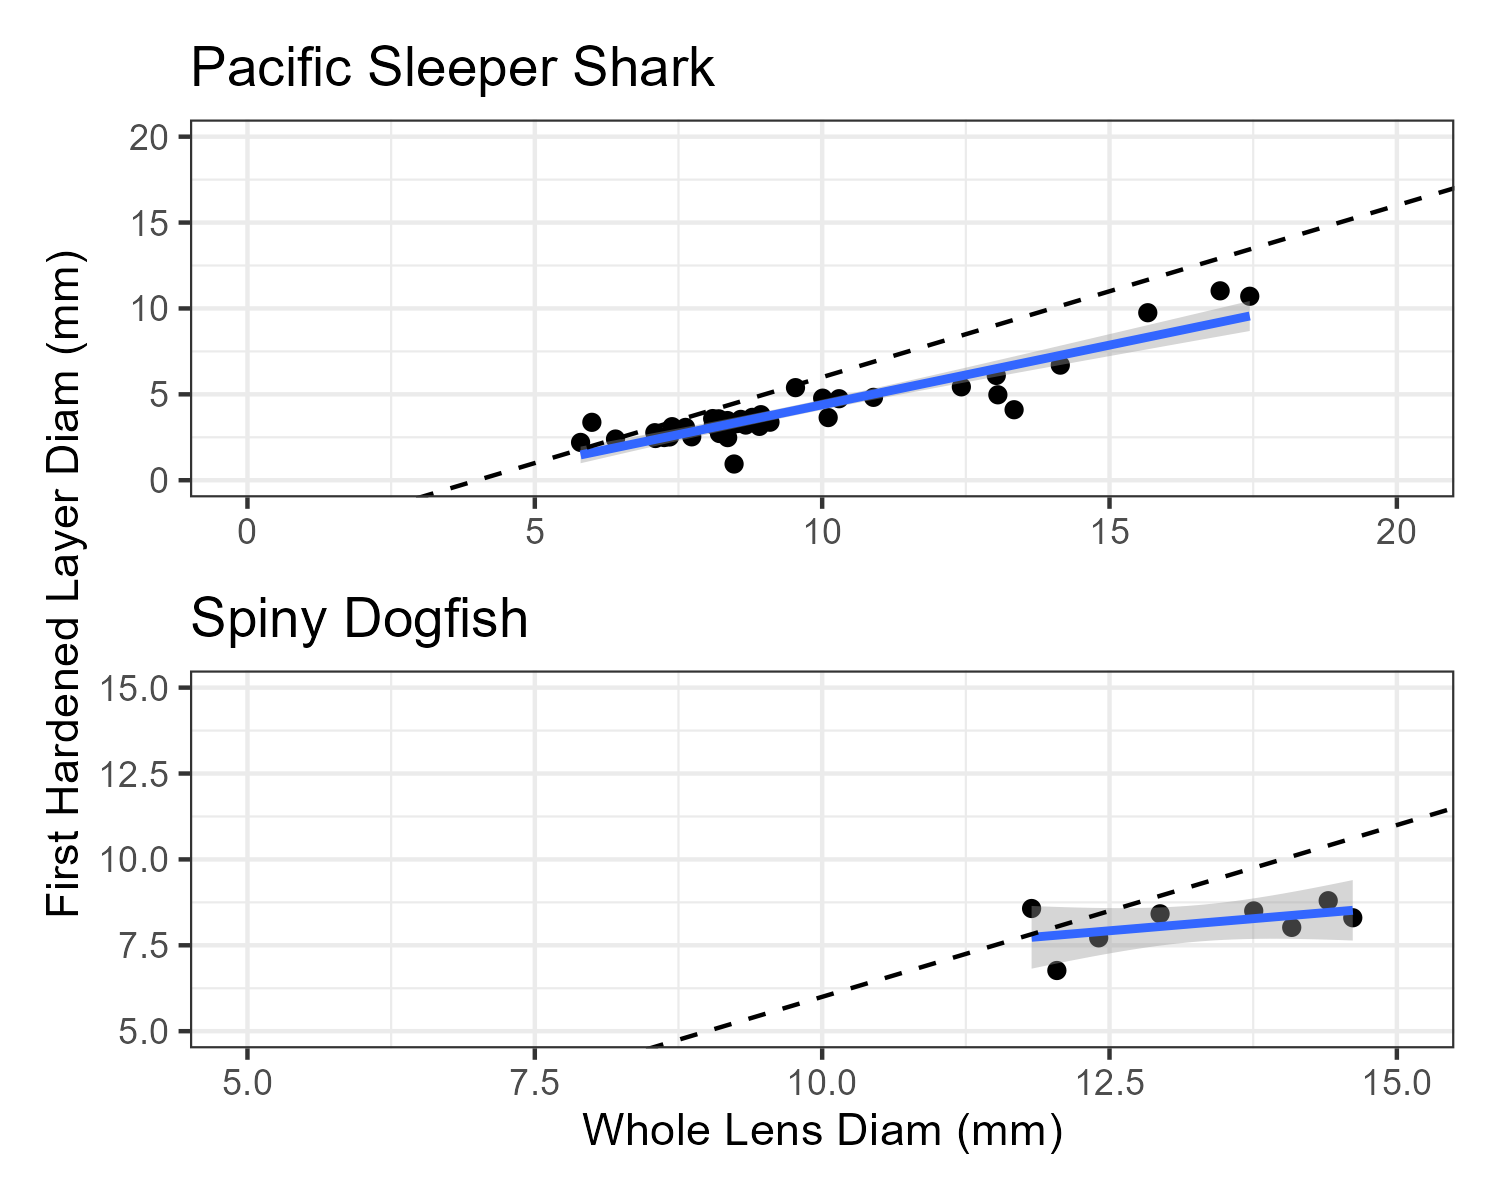 Pacific Sleeper Shark
20
15
10
5
0
0 5 10 15 20
First Hardened Layer Diam (mm)
Spiny Dogfish
15.0
12.5
10.0
7.5
5.0
5.0 7.5 10.0 12.5 15.0
Whole Lens Diam (mm)